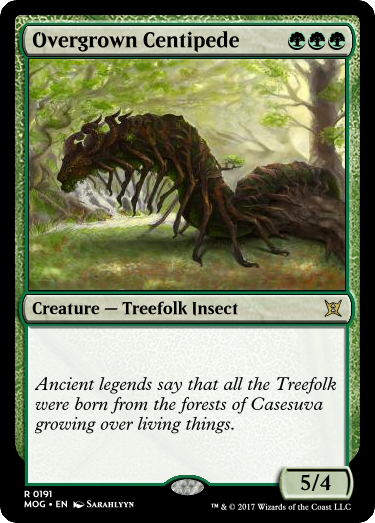 Overgrown Centipede
Creature — Treefolk Insect
Ancient legends say that all the Treefolk
were born from the forests of Casesuva
growing over living things.
5/4
R 0191
MOG • EN Sarahlyyn
™ & © 2017 Wizards of the Coast LLC